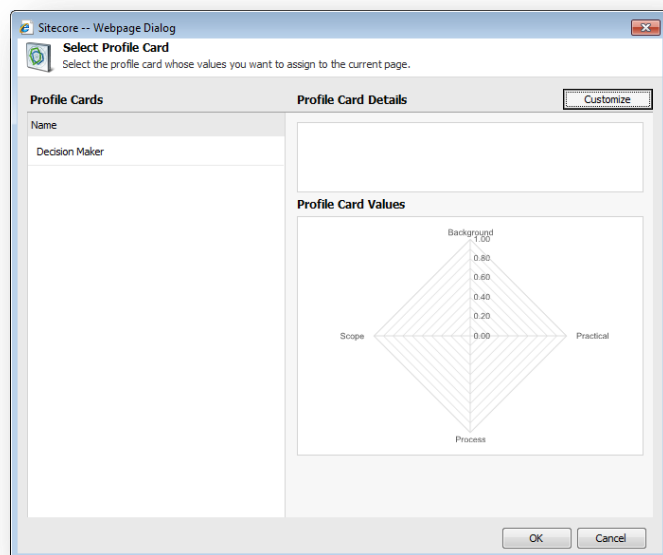 Sitecore -- Webpage Dialog
Select Profile Card
Select the profile card whose values you want to assign to the current page.
Profile Cards
Name
Decision Maker
Profile Card Details
Customize
Profile Card Values
Background
1.00
0.80
0.60
0.40
0.20
Scope
0.00
Practical
Process
OK
Cancel